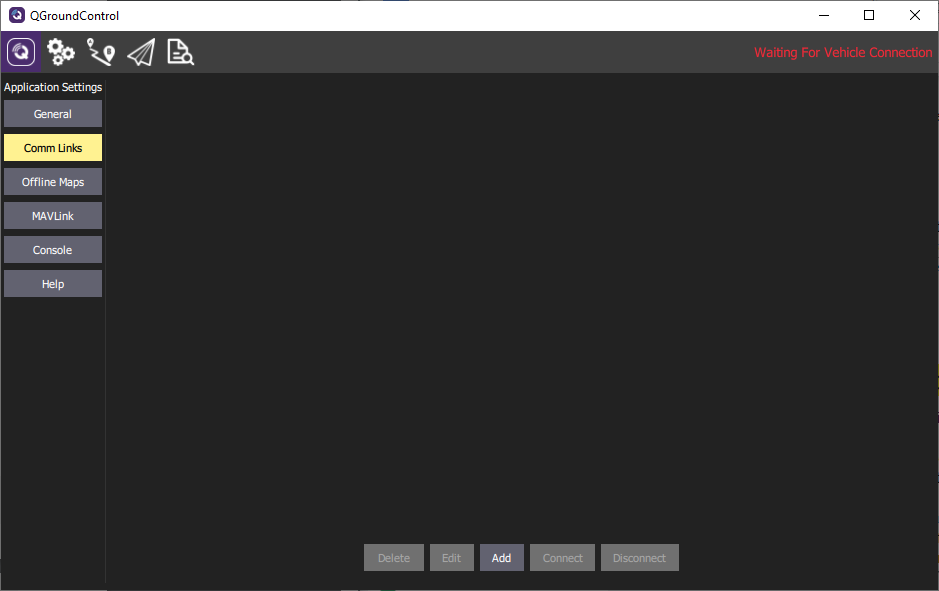 QGroundControl
Waiting For Vehicle Connection
Application Settings
General
Comm Links
Offline Maps
MAVLink
Console
Help
Delete Edit Add Connect Disconnect